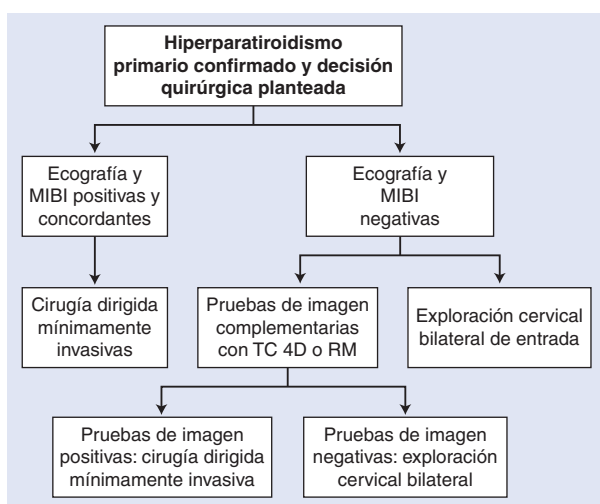 Hiperparatiroidismo
primario confirmado y decisión
quirúrgica planteada
Ecografía y
MIBI positivas y
concordantes
Ecografía y
MIBI
negativas
Cirugía dirigida
mínimamente
invasivas
Pruebas de imagen
complementarias
con TC 4D o RM
Exploración cervical
bilateral de entrada
Pruebas de imagen
positivas: cirugía dirigida
mínimamente invasiva
Pruebas de imagen
negativas: exploración
cervical bilateral